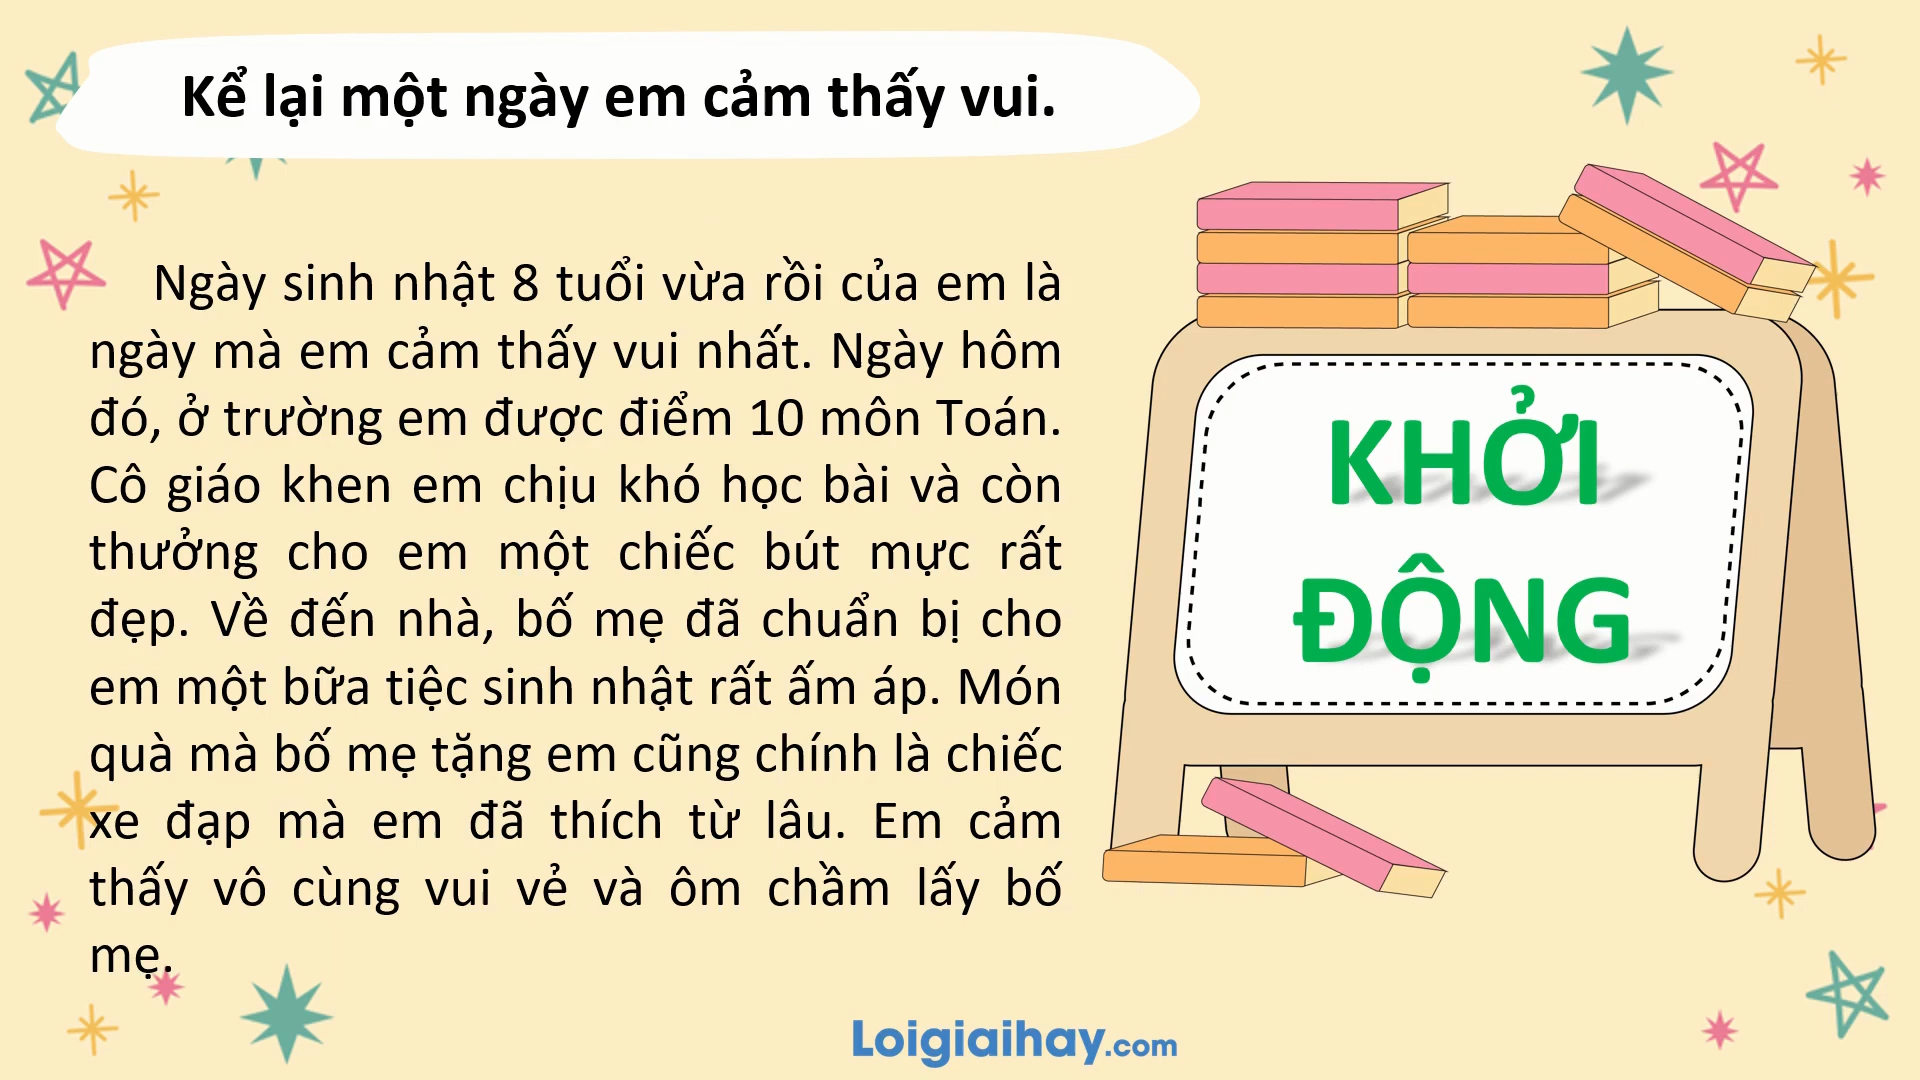 Kể lại một ngày em cảm thấy vui.
Ngày sinh nhật 8 tuổi vừa rồi của em là
ngày mà em cảm thấy vui nhất. Ngày hôm
đó, ở trường em được điểm 10 môn Toán.
Cô giáo khen em chịu khó học bài và còn
thưởng cho em một chiếc bút mực rất
đẹp. Về đến nhà, bố mẹ đã chuẩn bị cho
em một bữa tiệc sinh nhật rất ấm áp. Món
quà mà bố mẹ tặng em cũng chính là chiếc
xe đạp mà em đã thích từ lâu. Em cảm
thấy vô cùng vui vẻ và ôm chầm lấy bố
mẹ.
KHỞI
ĐỘNG
Loigiaihay.com